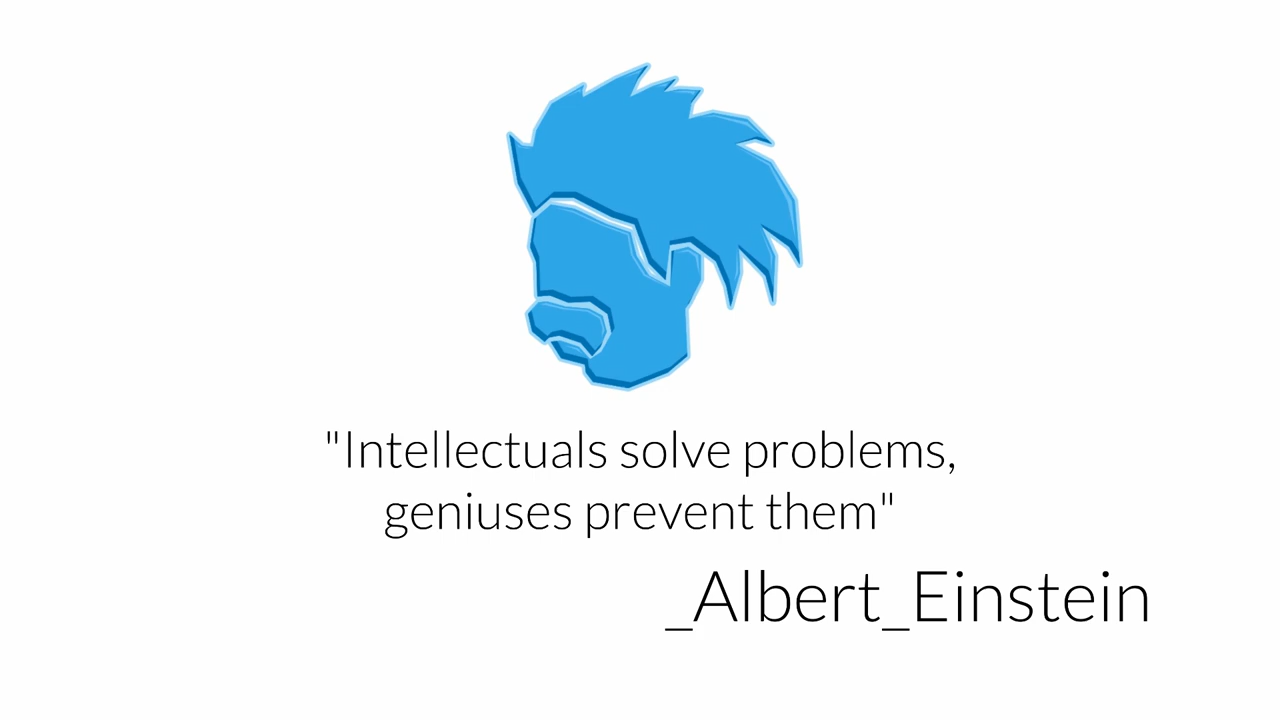 "Intellectuals solve problems,
geniuses prevent them"
_Albert_Einstein